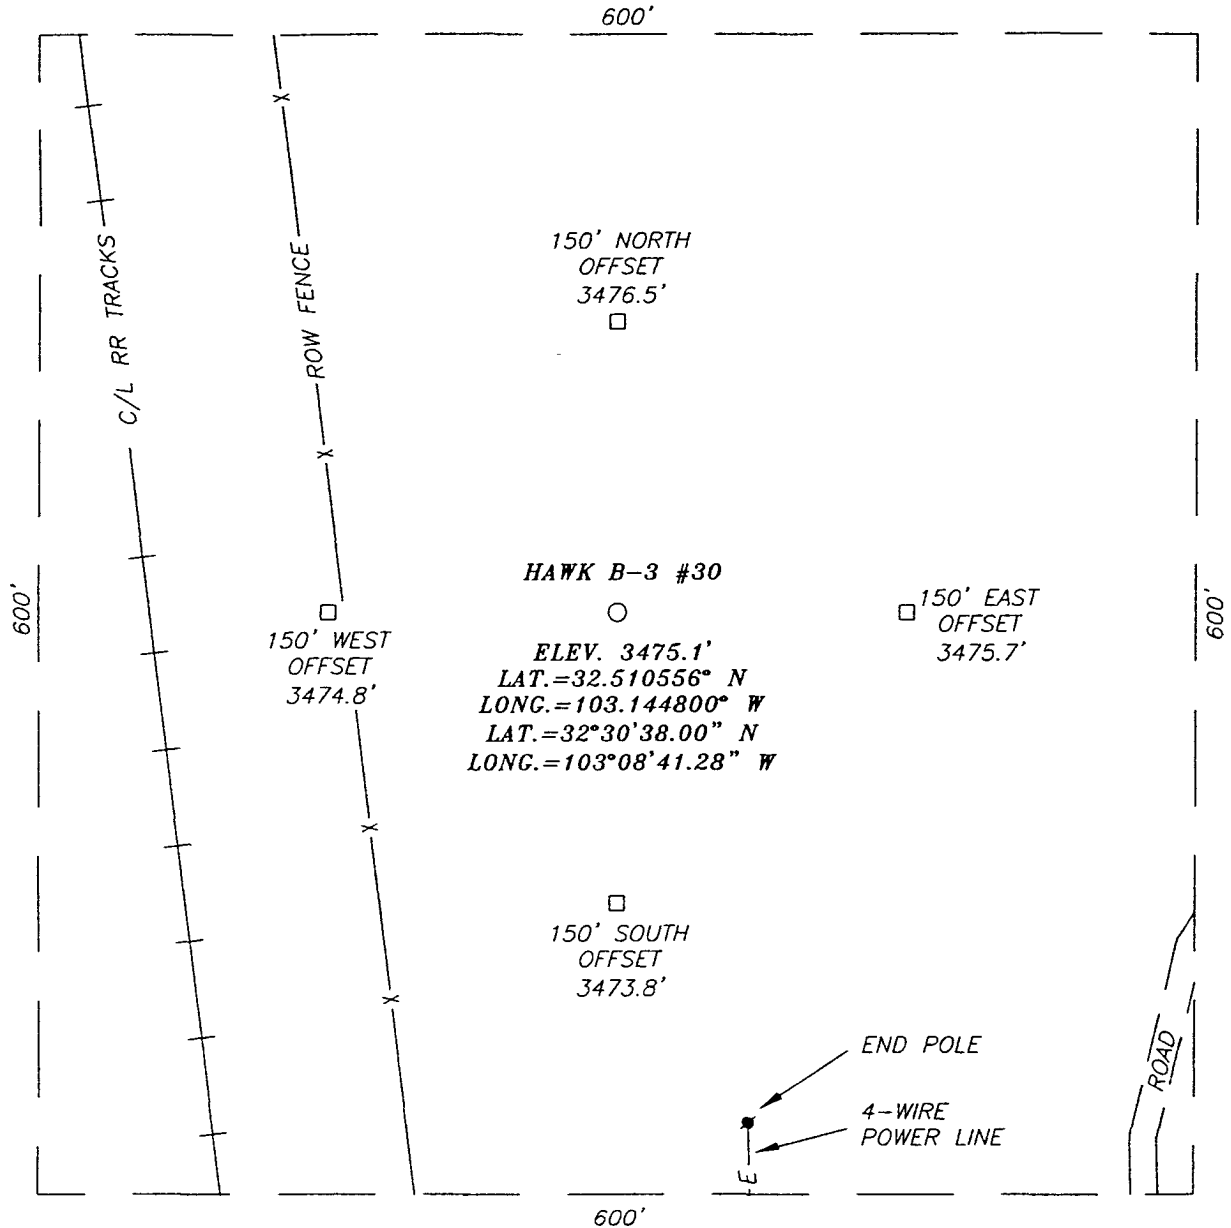 600'
C/L RR TRACKS
ROW FENCE
150' NORTH
OFFSET
3476.5'
600'
HAWK B-3 #30
150' WEST
OFFSET
3474.8'
ELEV. 3475.1'
LAT.=32.510556° N
LONG.=103.144800° W
LAT.=32°30'38.00" N
LONG.=103°08'41.28" W
150' EAST
OFFSET
3475.7'
600'
150' SOUTH
OFFSET
3473.8'
END POLE
4-WIRE
POWER LINE
E
ROAD
600'